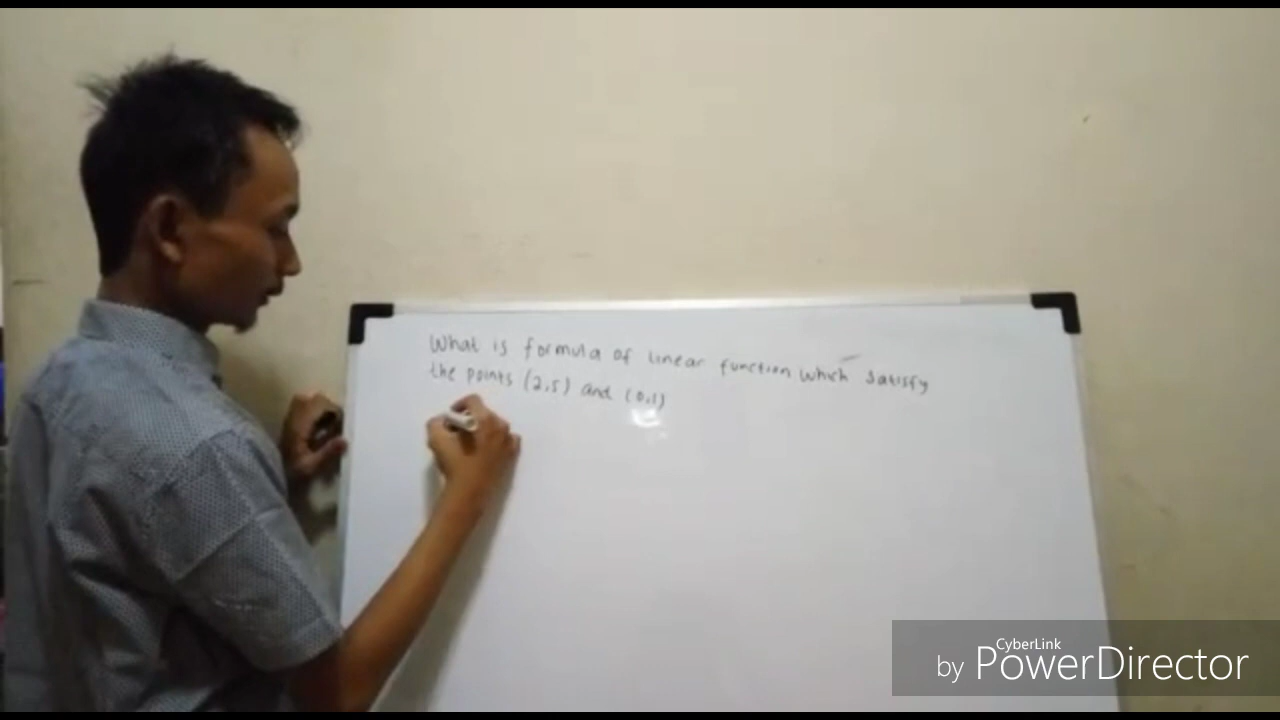 What is formula of linear function which satisfy
the points (2,5) and (0,1)
CyberLink
by PowerDirector